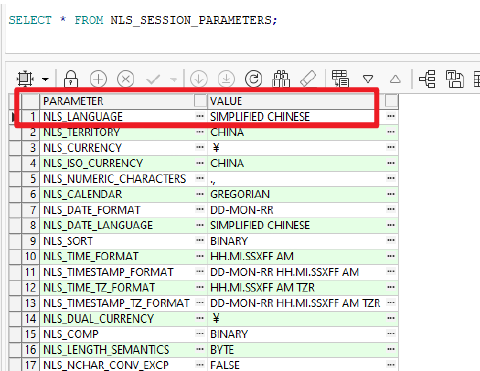 SELECT * FROM NLS_SESSION_PARAMETERS;
PARAMETER VALUE
1 NLS_LANGUAGE ... SIMPLIFIED CHINESE ...
2 NLS_TERRITORY ... CHINA ...
3 NLS_CURRENCY ... ¥ ...
4 NLS_ISO_CURRENCY ... CHINA ...
5 NLS_NUMERIC_CHARACTERS ... ., ...
6 NLS_CALENDAR ... GREGORIAN ...
7 NLS_DATE_FORMAT ... DD-MON-RR ...
8 NLS_DATE_LANGUAGE ... SIMPLIFIED CHINESE ...
9 NLS_SORT ... BINARY ...
10 NLS_TIME_FORMAT ... HH.MI.SSXFF AM ...
11 NLS_TIMESTAMP_FORMAT ... DD-MON-RR HH.MI.SSXFF AM ...
12 NLS_TIME_TZ_FORMAT ... HH.MI.SSXFF AM TZR ...
13 NLS_TIMESTAMP_TZ_FORMAT ... DD-MON-RR HH.MI.SSXFF AM TZR ...
14 NLS_DUAL_CURRENCY ... ¥ ...
15 NLS_COMP ... BINARY ...
16 NLS_LENGTH_SEMANTICS ... BYTE ...
17 NLS_NCHAR_CONV_EXCP ... FALSE ...